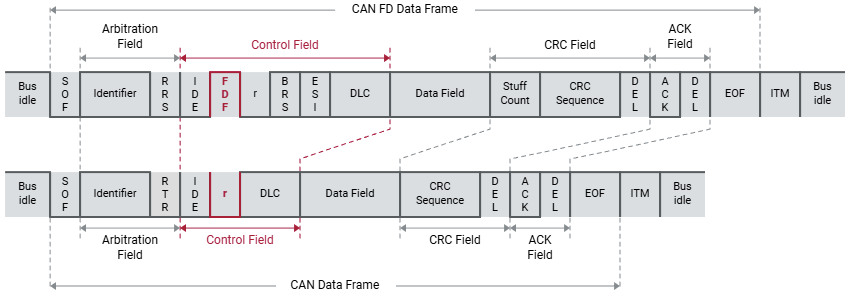 CAN FD Data Frame
Arbitration
Field
Control Field
CRC Field
ACK
Field
Bus
idle
SOF
Identifier
RRS
IDE
FDF
r
BRS
ESI
DLC
Data Field
Stuff
Count
CRC
Sequence
DEL
ACK
DEL
EOF
ITM
Bus
idle
Bus
idle
SOF
Identifier
RTR
IDE
r
DLC
Data Field
CRC
Sequence
DEL
ACK
DEL
EOF
ITM
Bus
idle
Arbitration
Field
Control Field
CRC Field
ACK
Field
CAN Data Frame